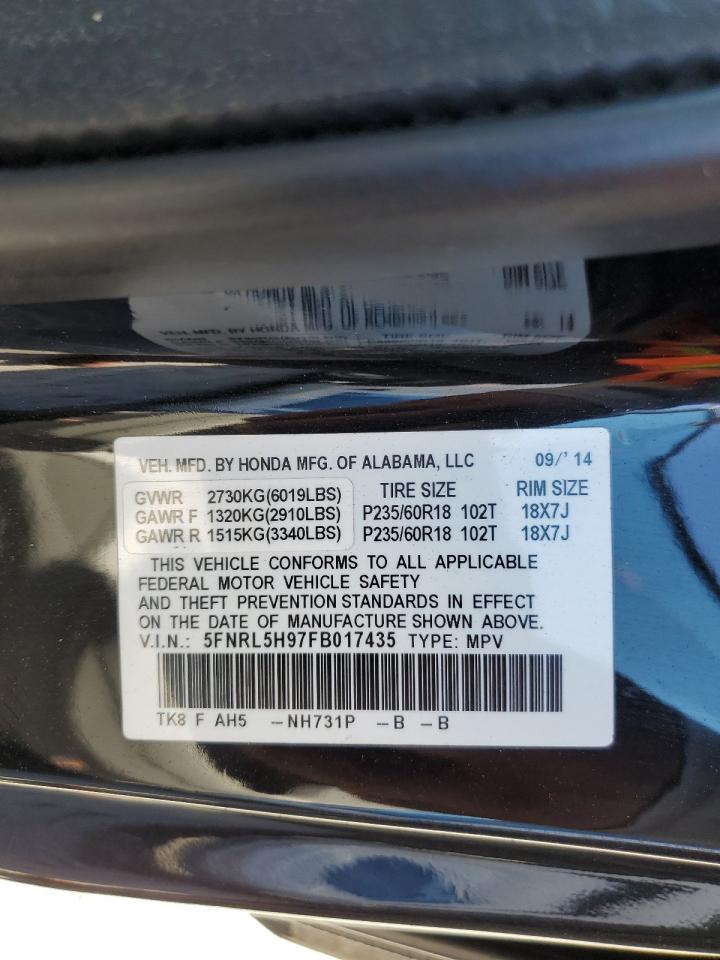 VEH. MFD. BY HONDA MFG. OF ALABAMA, LLC 09/'14
GVWR 2730KG(6019LBS) TIRE SIZE RIM SIZE
GAWR F 1320KG(2910LBS) P235/60R18 102T 18X7J
GAWR R 1515KG(3340LBS) P235/60R18 102T 18X7J
THIS VEHICLE CONFORMS TO ALL APPLICABLE
FEDERAL MOTOR VEHICLE SAFETY
AND THEFT PREVENTION STANDARDS IN EFFECT
ON THE DATE OF MANUFACTURE SHOWN ABOVE.
V.I.N.: 5FNRL5H97FB017435 TYPE: MPV
TK8 F AH5 --NH731P --B --B